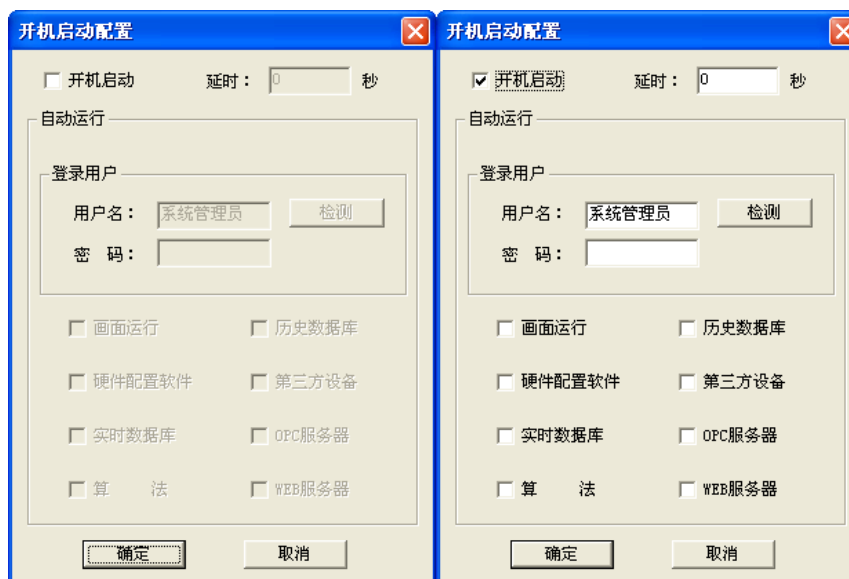 开机启动配置
开机启动 延时： 0 秒
自动运行
登录用户
用户名： 系统管理员 检测
密 码：
画面运行 历史数据库
硬件配置软件 第三方设备
实时数据库 OPC服务器
算 法 WEB服务器
确定 取消
开机启动配置
开机启动 延时： 0 秒
自动运行
登录用户
用户名： 系统管理员 检测
密 码：
画面运行 历史数据库
硬件配置软件 第三方设备
实时数据库 OPC服务器
算 法 WEB服务器
确定 取消